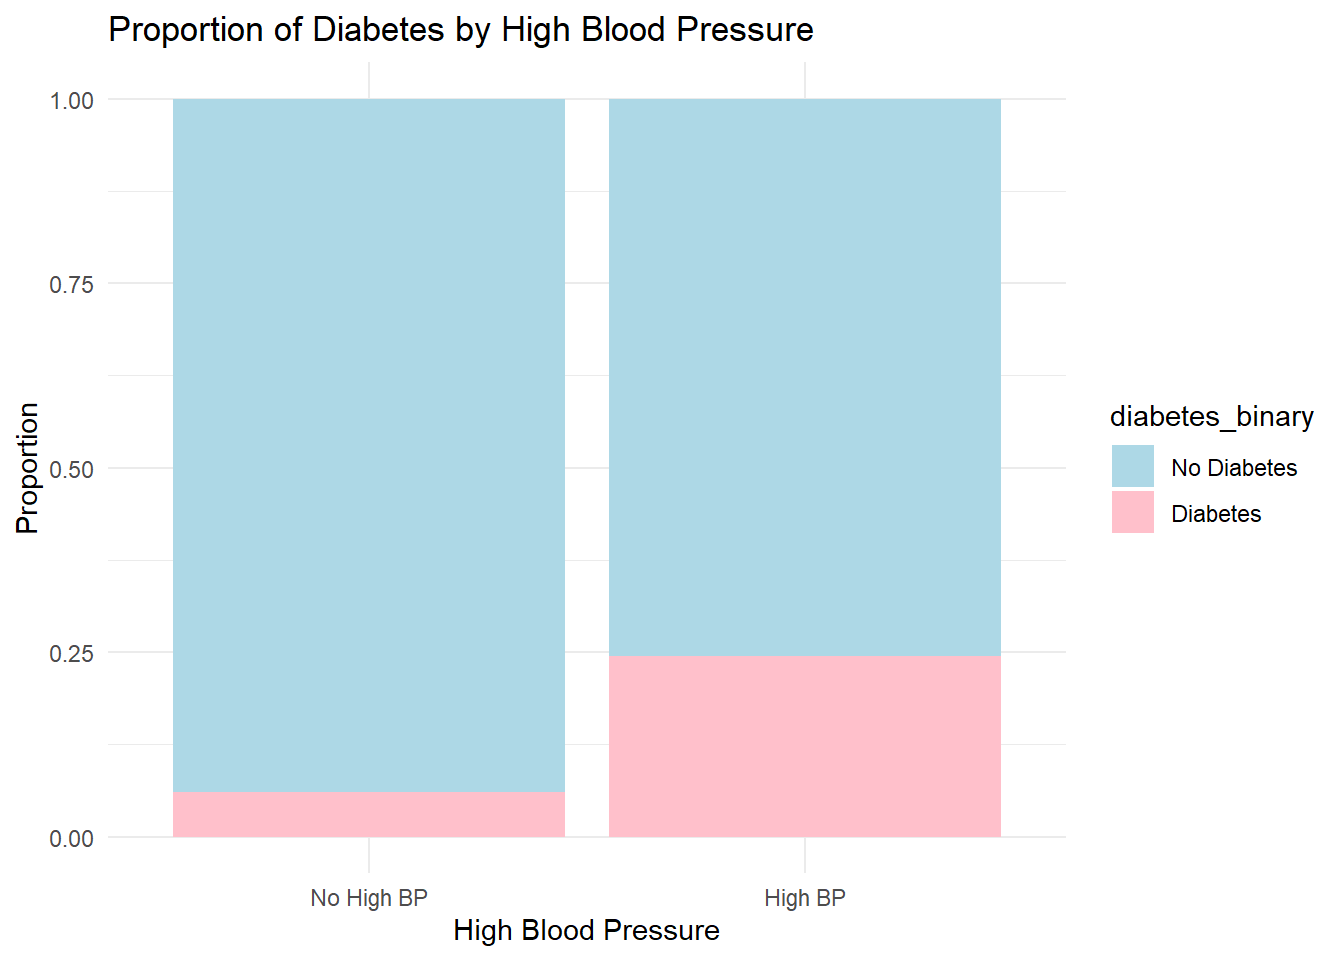 Proportion of Diabetes by High Blood Pressure
1.00
0.75
0.50
0.25
0.00
Proportion
No High BP
High BP
High Blood Pressure
diabetes_binary
No Diabetes
Diabetes